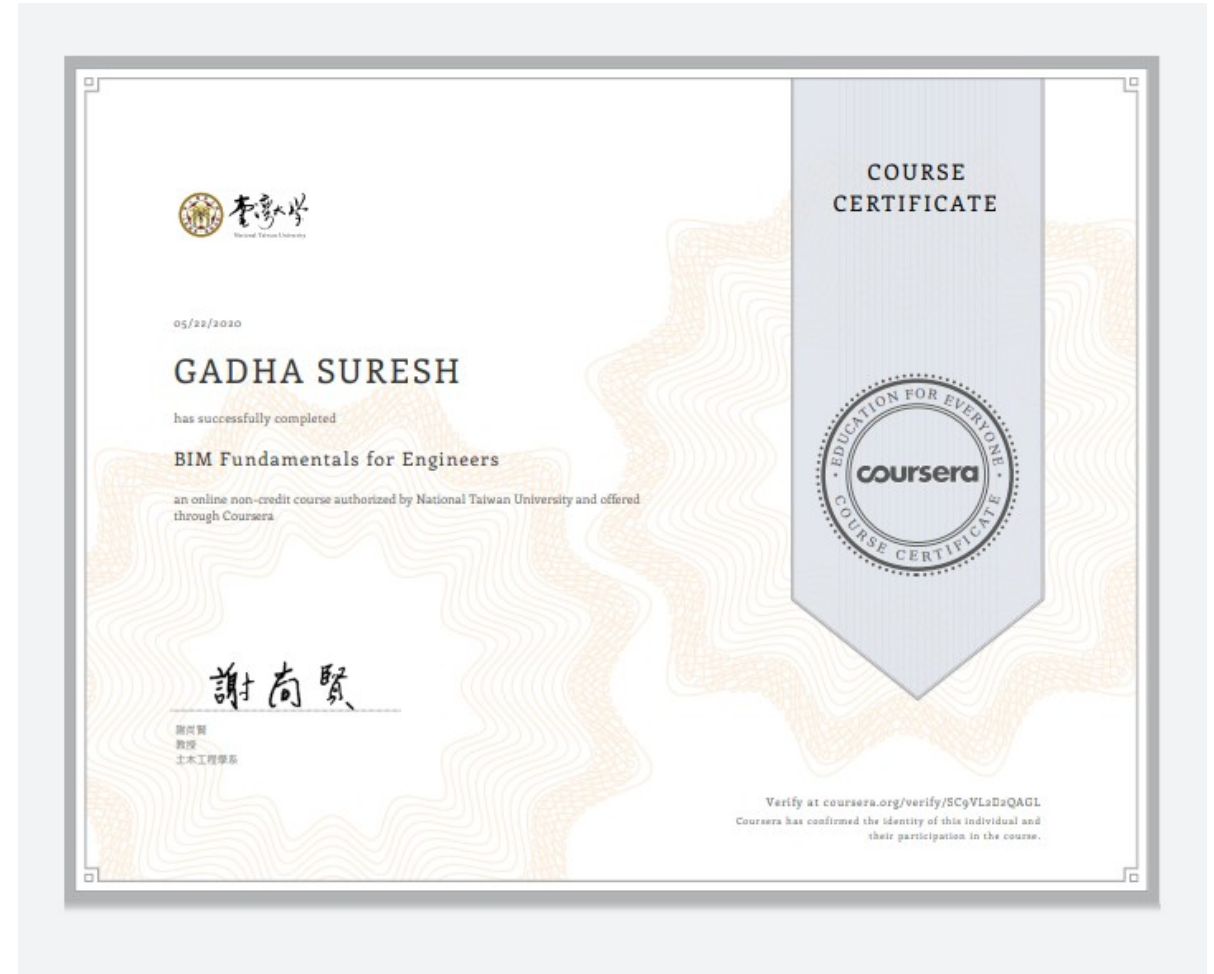 臺灣大學
National Taiwan University
05/22/2020
GADHA SURESH
has successfully completed
BIM Fundamentals for Engineers
an online non-credit course authorized by National Taiwan University and offered
through Coursera
謝尚賢
謝尚賢
教授
土木工程學系
COURSE
CERTIFICATE
EDUCATION FOR EVERYONE
coursera
COURSE CERTIFICATE
Verify at coursera.org/verify/SC9VL2D2QAGL
Coursera has confirmed the identity of this individual and
their participation in the course.